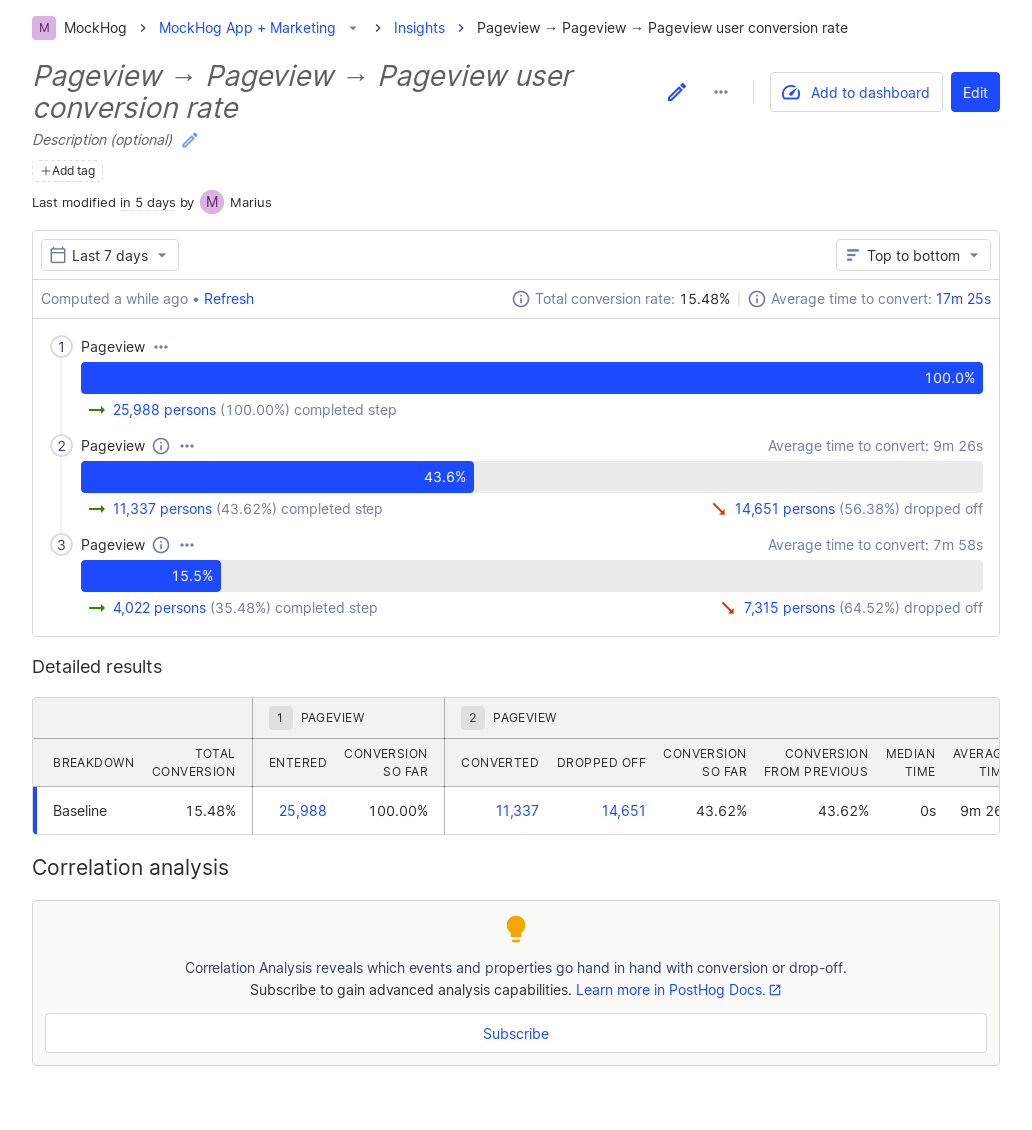 M MockHog MockHog App + Marketing Insights Pageview → Pageview → Pageview user conversion rate
Pageview → Pageview → Pageview user
conversion rate
Add to dashboard
Edit
Description (optional)
Add tag
Last modified in 5 days by M Marius
Last 7 days
Top to bottom
Computed a while ago • Refresh
Total conversion rate: 15.48%
Average time to convert: 17m 25s
1 Pageview
100.0%
25,988 persons (100.00%) completed step
2 Pageview
Average time to convert: 9m 26s
43.6%
11,337 persons (43.62%) completed step
14,651 persons (56.38%) dropped off
3 Pageview
Average time to convert: 7m 58s
15.5%
4,022 persons (35.48%) completed step
7,315 persons (64.52%) dropped off
Detailed results
1 PAGEVIEW
2 PAGEVIEW
BREAKDOWN
TOTAL
CONVERSION
ENTERED
CONVERSION
SO FAR
CONVERTED
DROPPED OFF
CONVERSION
SO FAR
CONVERSION
FROM PREVIOUS
MEDIAN
TIME
Baseline 15.48% 25,988 100.00% 11,337 14,651 43.62% 43.62% 0s 9m
Correlation analysis
Correlation Analysis reveals which events and properties go hand in hand with conversion or drop-off.
Subscribe to gain advanced analysis capabilities. Learn more in PostHog Docs.
Subscribe